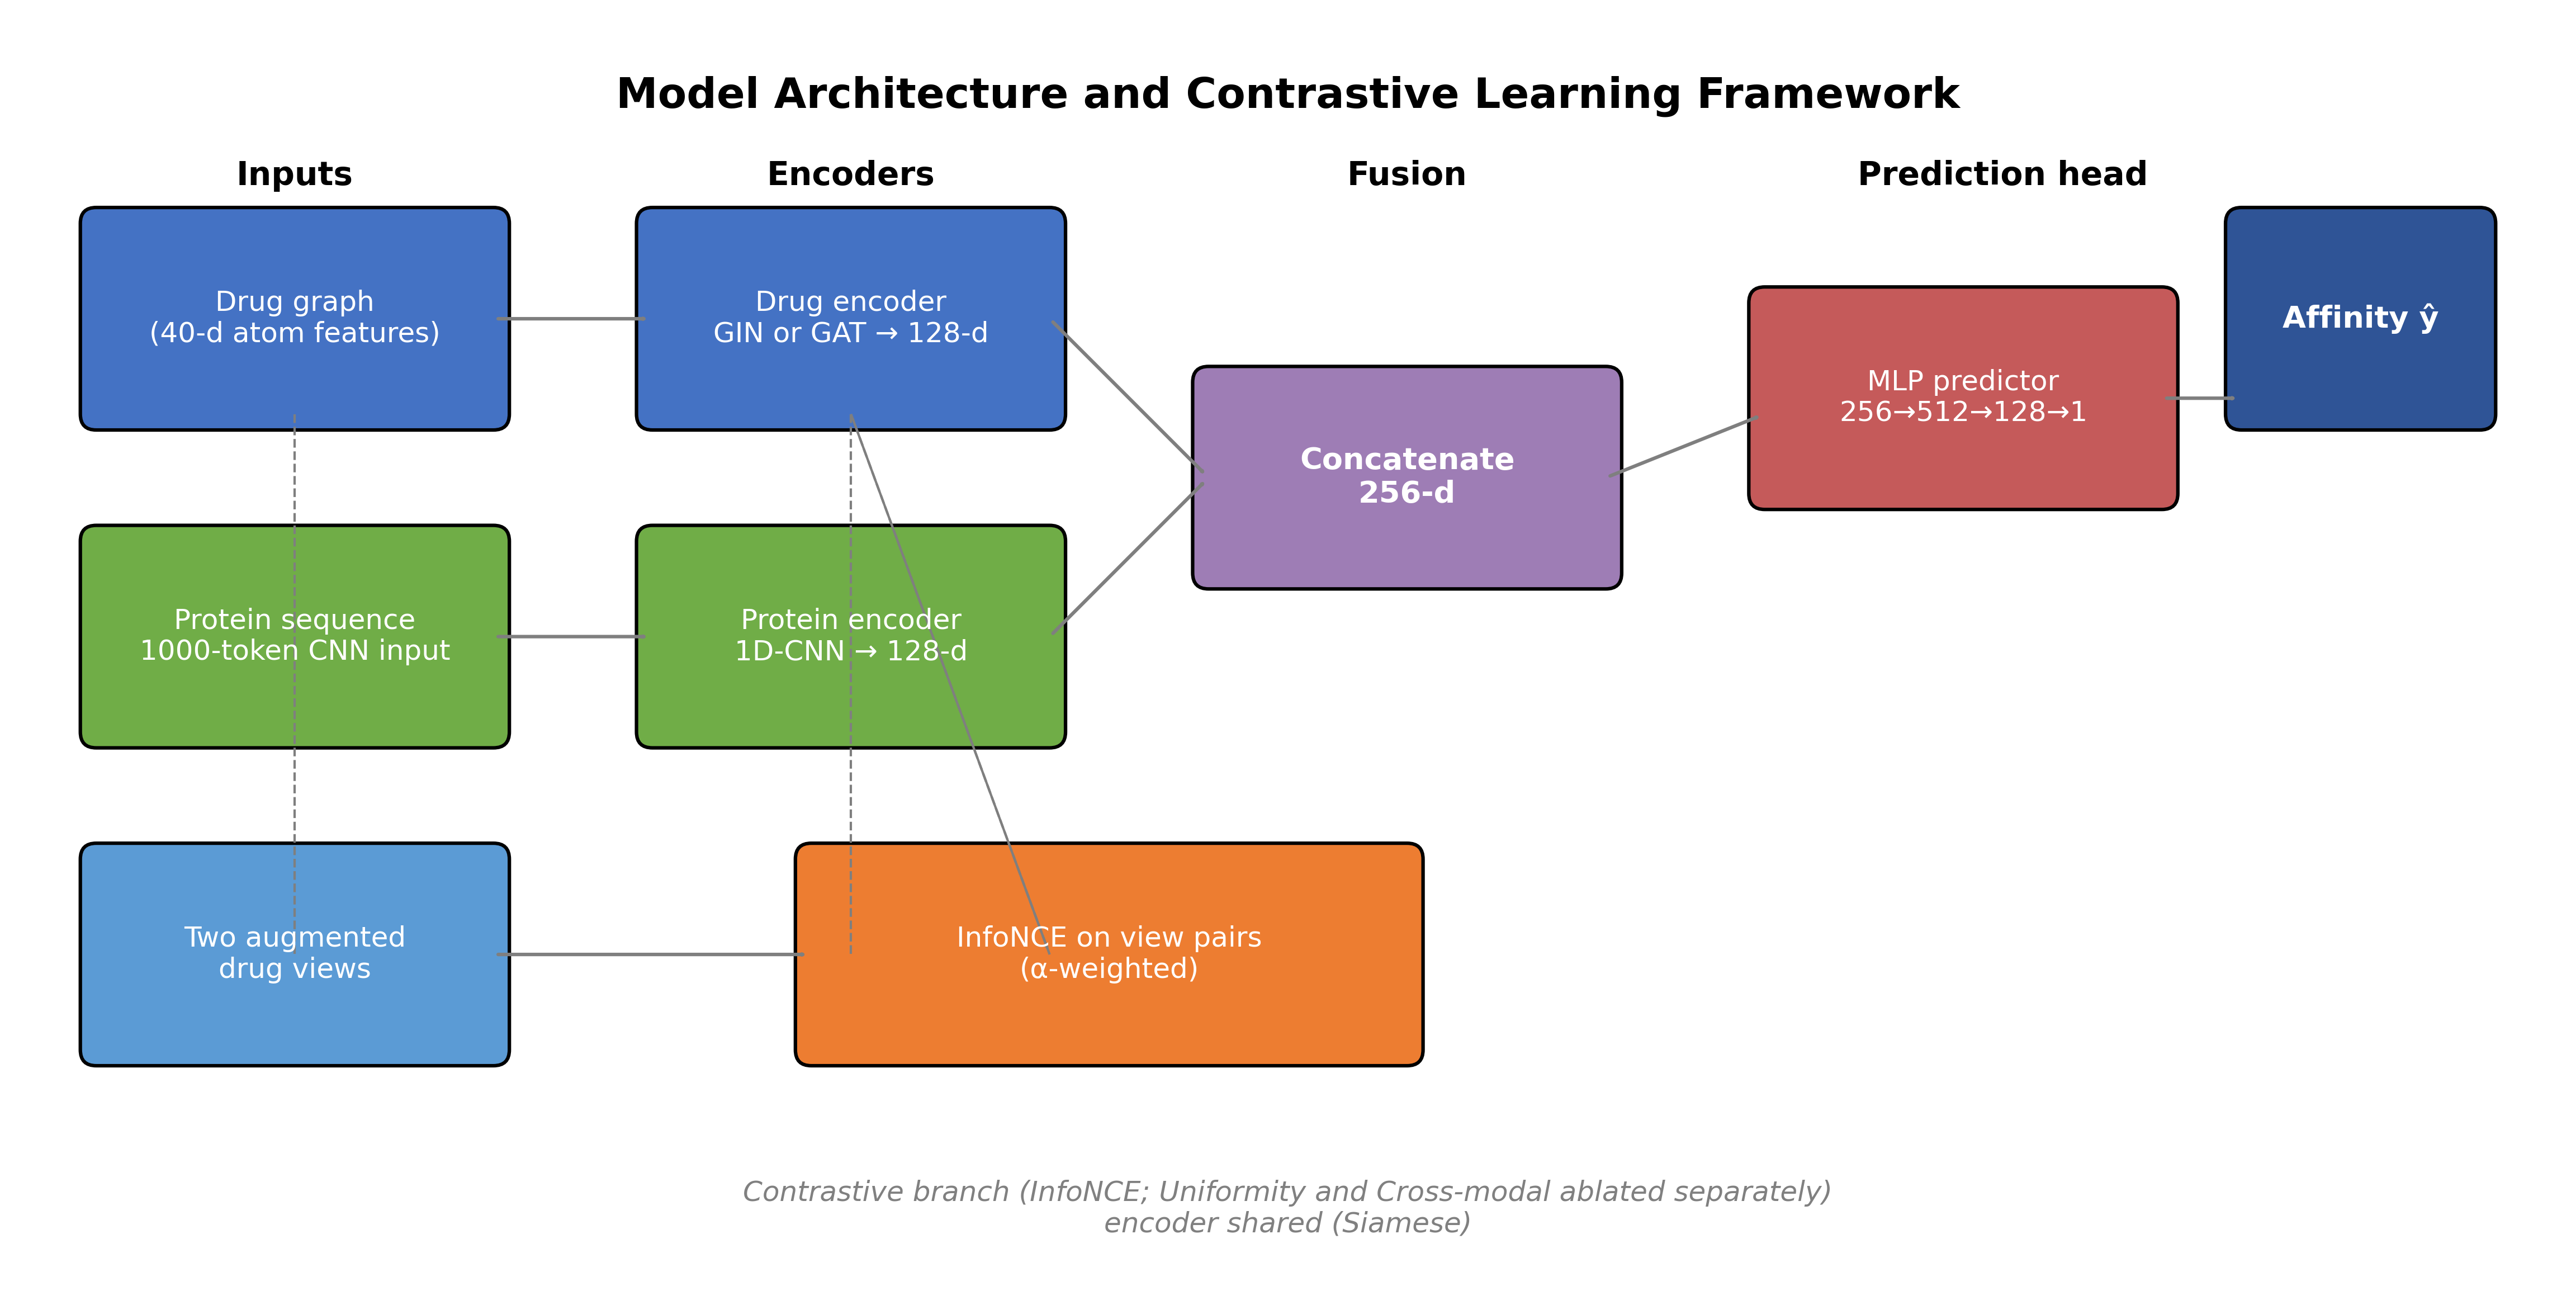 Model Architecture and Contrastive Learning Framework
Inputs
Encoders
Fusion
Prediction head
Drug graph
(40-d atom features)
Drug encoder
GIN or GAT → 128-d
Affinity ŷ
MLP predictor
256→512→128→1
Concatenate
256-d
Protein sequence
1000-token CNN input
Protein encoder
1D-CNN → 128-d
Two augmented
drug views
InfoNCE on view pairs
(α-weighted)
Contrastive branch (InfoNCE; Uniformity and Cross-modal ablated separately)
encoder shared (Siamese)